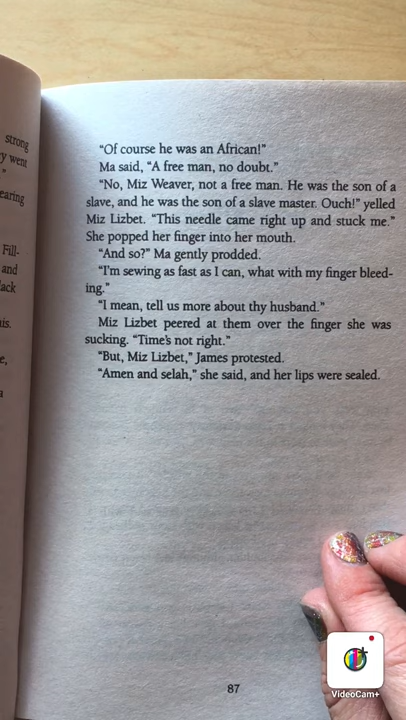 strong
y went
"
earing
Fill-
and
lack
is.
e,
a
"Of course he was an African!"
Ma said, "A free man, no doubt."
"No, Miz Weaver, not a free man. He was the son of a
slave, and he was the son of a slave master. Ouch!" yelled
Miz Lizbet. "This needle came right up and stuck me."
She popped her finger into her mouth.
"And so?" Ma gently prodded.
"I'm sewing as fast as I can, what with my finger bleed-
ing."
"I mean, tell us more about thy husband."
Miz Lizbet peered at them over the finger she was
sucking. "Time's not right."
"But, Miz Lizbet," James protested.
"Amen and selah," she said, and her lips were sealed.
87
VideoCam+